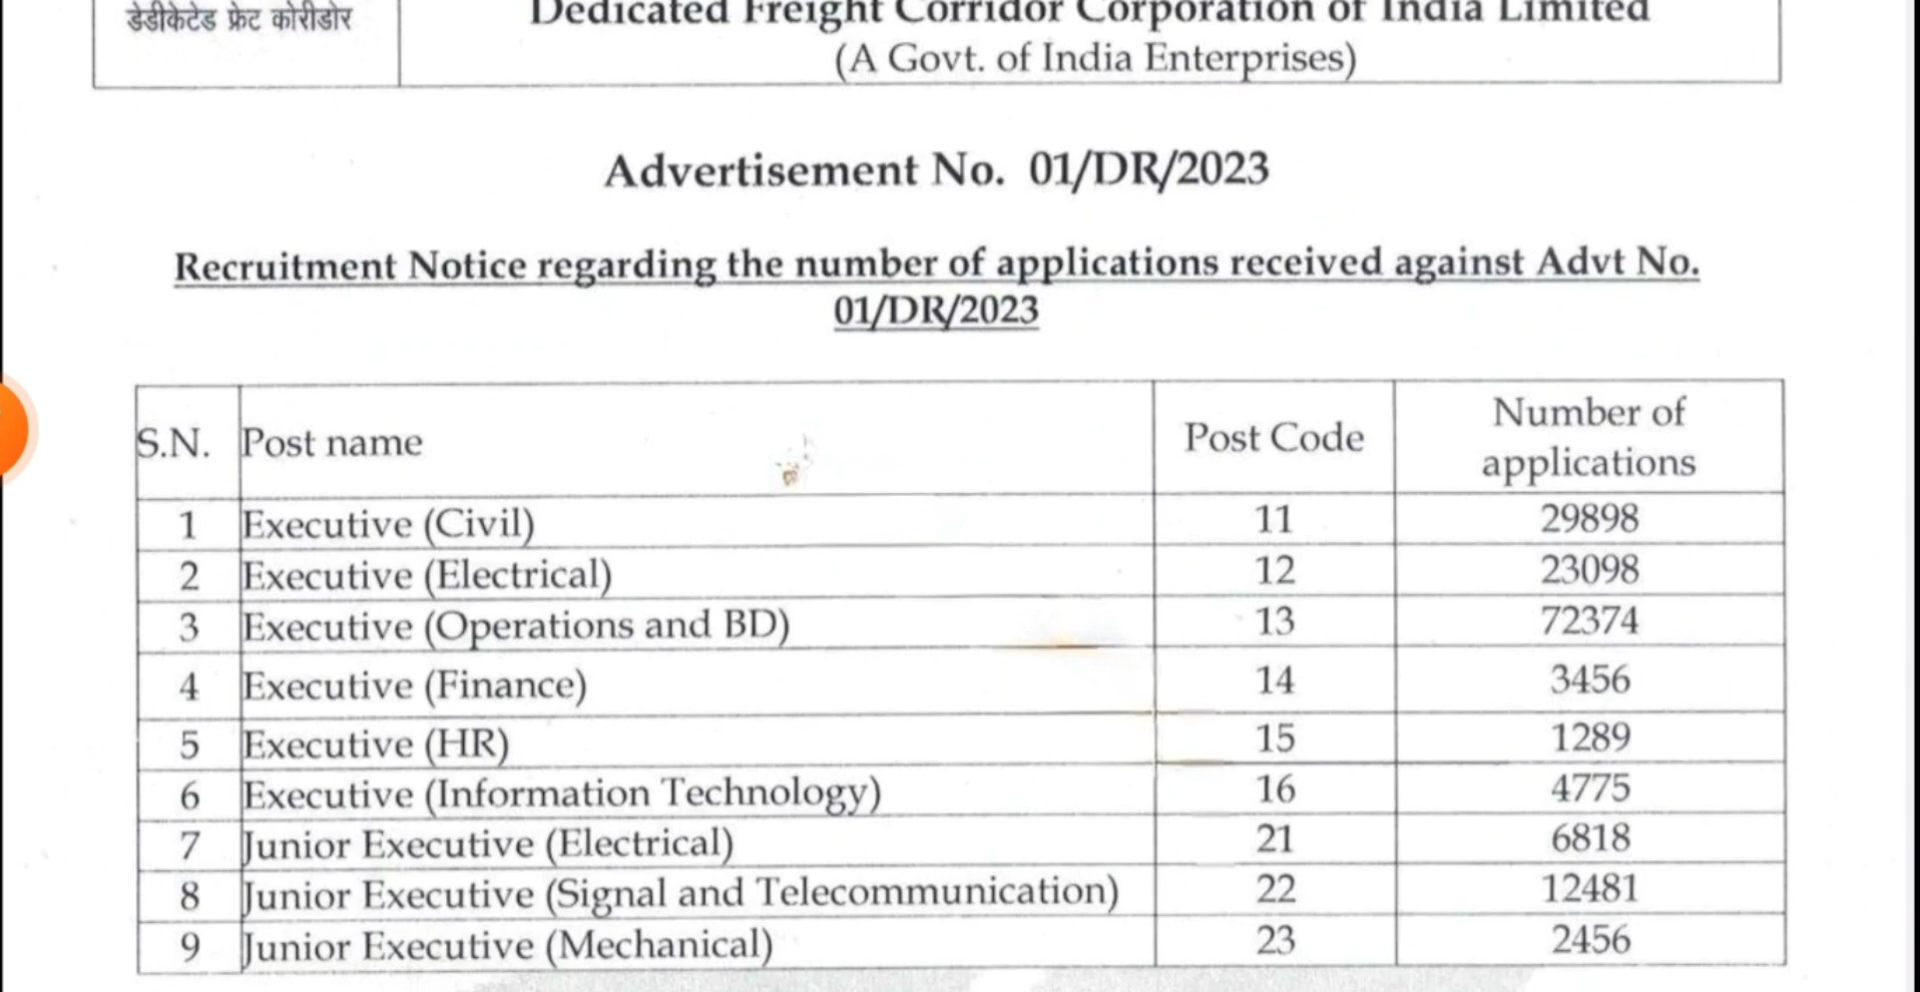 डेडीकेटेड फ्रेट कोरीडोर
Dedicated Freight Corridor Corporation of India Limited
(A Govt. of India Enterprises)
Advertisement No. 01/DR/2023
Recruitment Notice regarding the number of applications received against Advt No.
01/DR/2023
S.N. Post name Post Code Number of applications
1 Executive (Civil) 11 29898
2 Executive (Electrical) 12 23098
3 Executive (Operations and BD) 13 72374
4 Executive (Finance) 14 3456
5 Executive (HR) 15 1289
6 Executive (Information Technology) 16 4775
7 Junior Executive (Electrical) 21 6818
8 Junior Executive (Signal and Telecommunication) 22 12481
9 Junior Executive (Mechanical) 23 2456